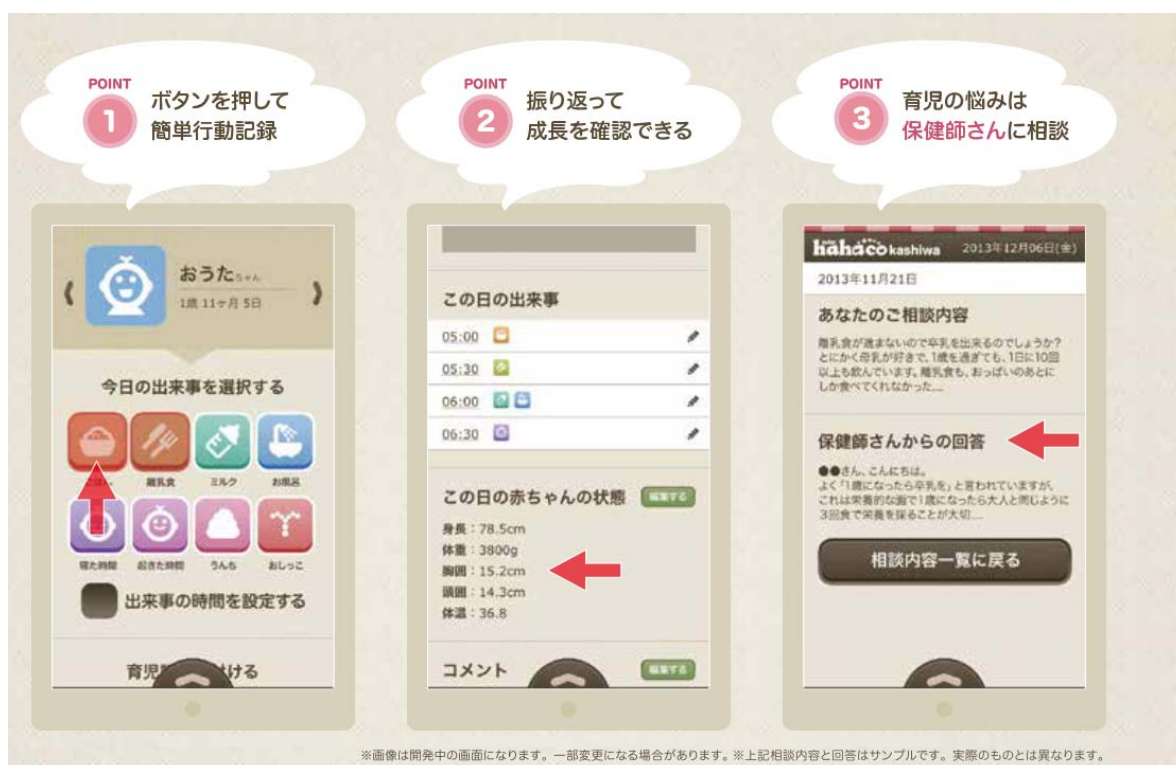 POINT
1
ボタンを押して
簡単行動記録
POINT
2
振り返って
成長を確認できる
POINT
3
育児の悩みは
保健師さんに相談
おうたちゃん
1歳 11ヶ月 5日
今日の出来事を選択する
ごはん
離乳食
ミルク
お風呂
寝た時間
起きた時間
うんち
おしっこ
出来事の時間を設定する
育児
ける
この日の出来事
05:00
05:30
06:00
06:30
この日の赤ちゃんの状態
編集する
身長：78.5cm
体重：3800g
胸囲：15.2cm
頭囲：14.3cm
体温：36.8
コメント
編集する
hahaco kashiwa
2013年12月06日(金)
2013年11月21日
あなたのご相談内容
離乳食が進まないので卒乳を出来るのでしょうか?
とにかく母乳が好きで、1歳を過ぎても、1日に10回
以上も飲んでいます。離乳食も、おっぱいのあとに
しか食べてくれなかった....
保健師さんからの回答
●●さん、こんにちは。
よく「1歳になったら卒乳を」と言われていますが、
これは栄養的な面で1歳になったら大人と同じように
3回食で栄養を採ることが大切....
相談内容一覧に戻る
※画像は開発中の画面になります。一部変更になる場合があります。※上記相談内容と回答はサンプルです。実際のものとは異なります。